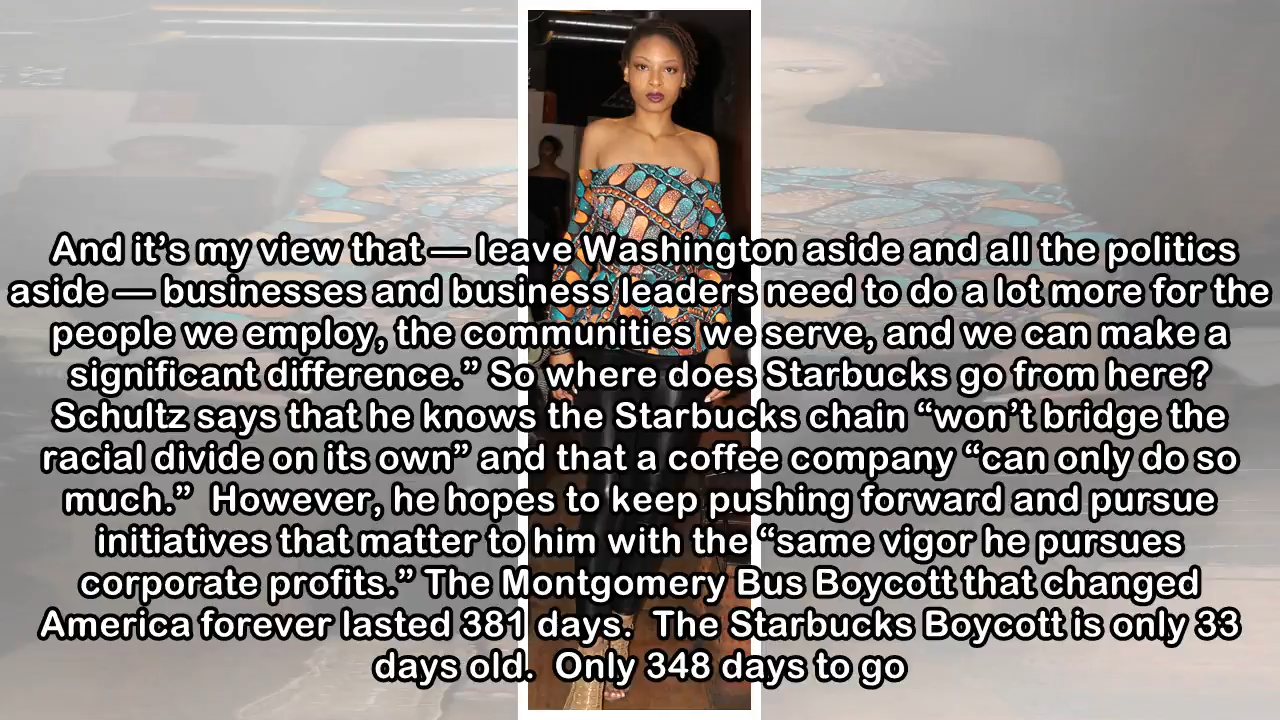 And it’s my view that — leave Washington aside and all the politics
aside — businesses and business leaders need to do a lot more for the
people we employ, the communities we serve, and we can make a
significant difference.” So where does Starbucks go from here?
Schultz says that he knows the Starbucks chain “won’t bridge the
racial divide on its own” and that a coffee company “can only do so
much.”  However, he hopes to keep pushing forward and pursue
initiatives that matter to him with the “same vigor he pursues
corporate profits.” The Montgomery Bus Boycott that changed
America forever lasted 381 days.  The Starbucks Boycott is only 33
days old.  Only 348 days to go